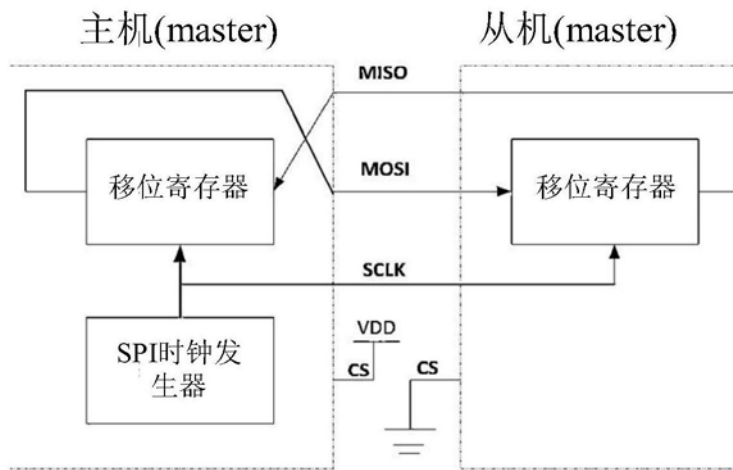 主机(master)
从机(master)
MISO
移位寄存器
MOSI
移位寄存器
SCLK
SPI时钟发
生器
VDD
CS
CS